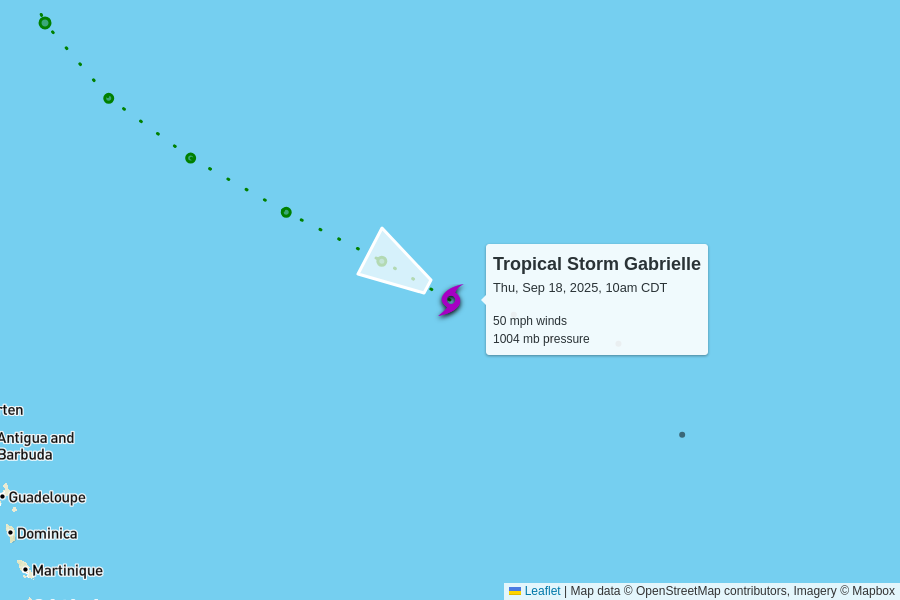 Tropical Storm Gabrielle
Thu, Sep 18, 2025, 10am CDT
50 mph winds
1004 mb pressure
rten
Antigua and
Barbuda
Guadeloupe
Dominica
Martinique
Leaflet | Map data © OpenStreetMap contributors, Imagery © Mapbox